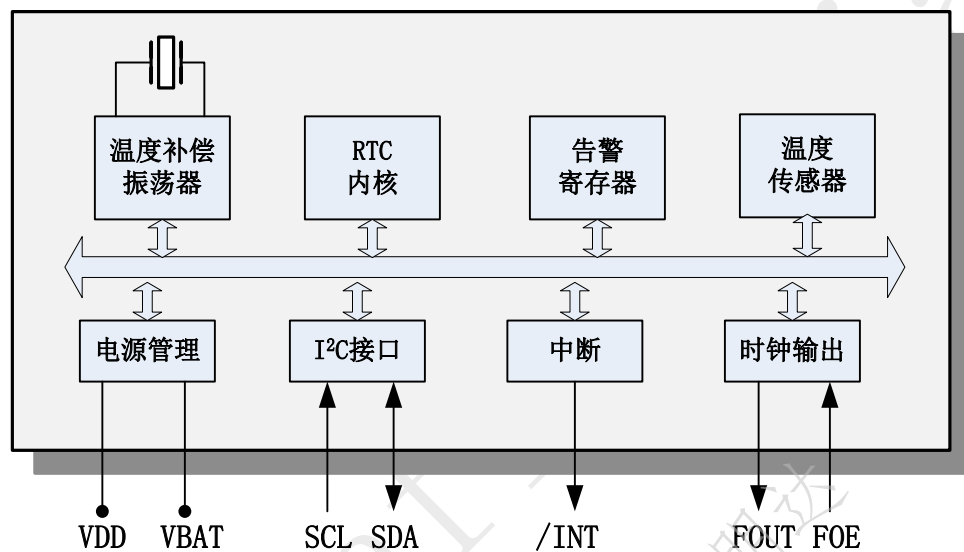 温度补偿
振荡器
RTC
内核
告警
寄存器
温度
传感器
电源管理
I²C接口
中断
时钟输出
VDD
VBAT
SCL
SDA
/INT
FOUT
FOE